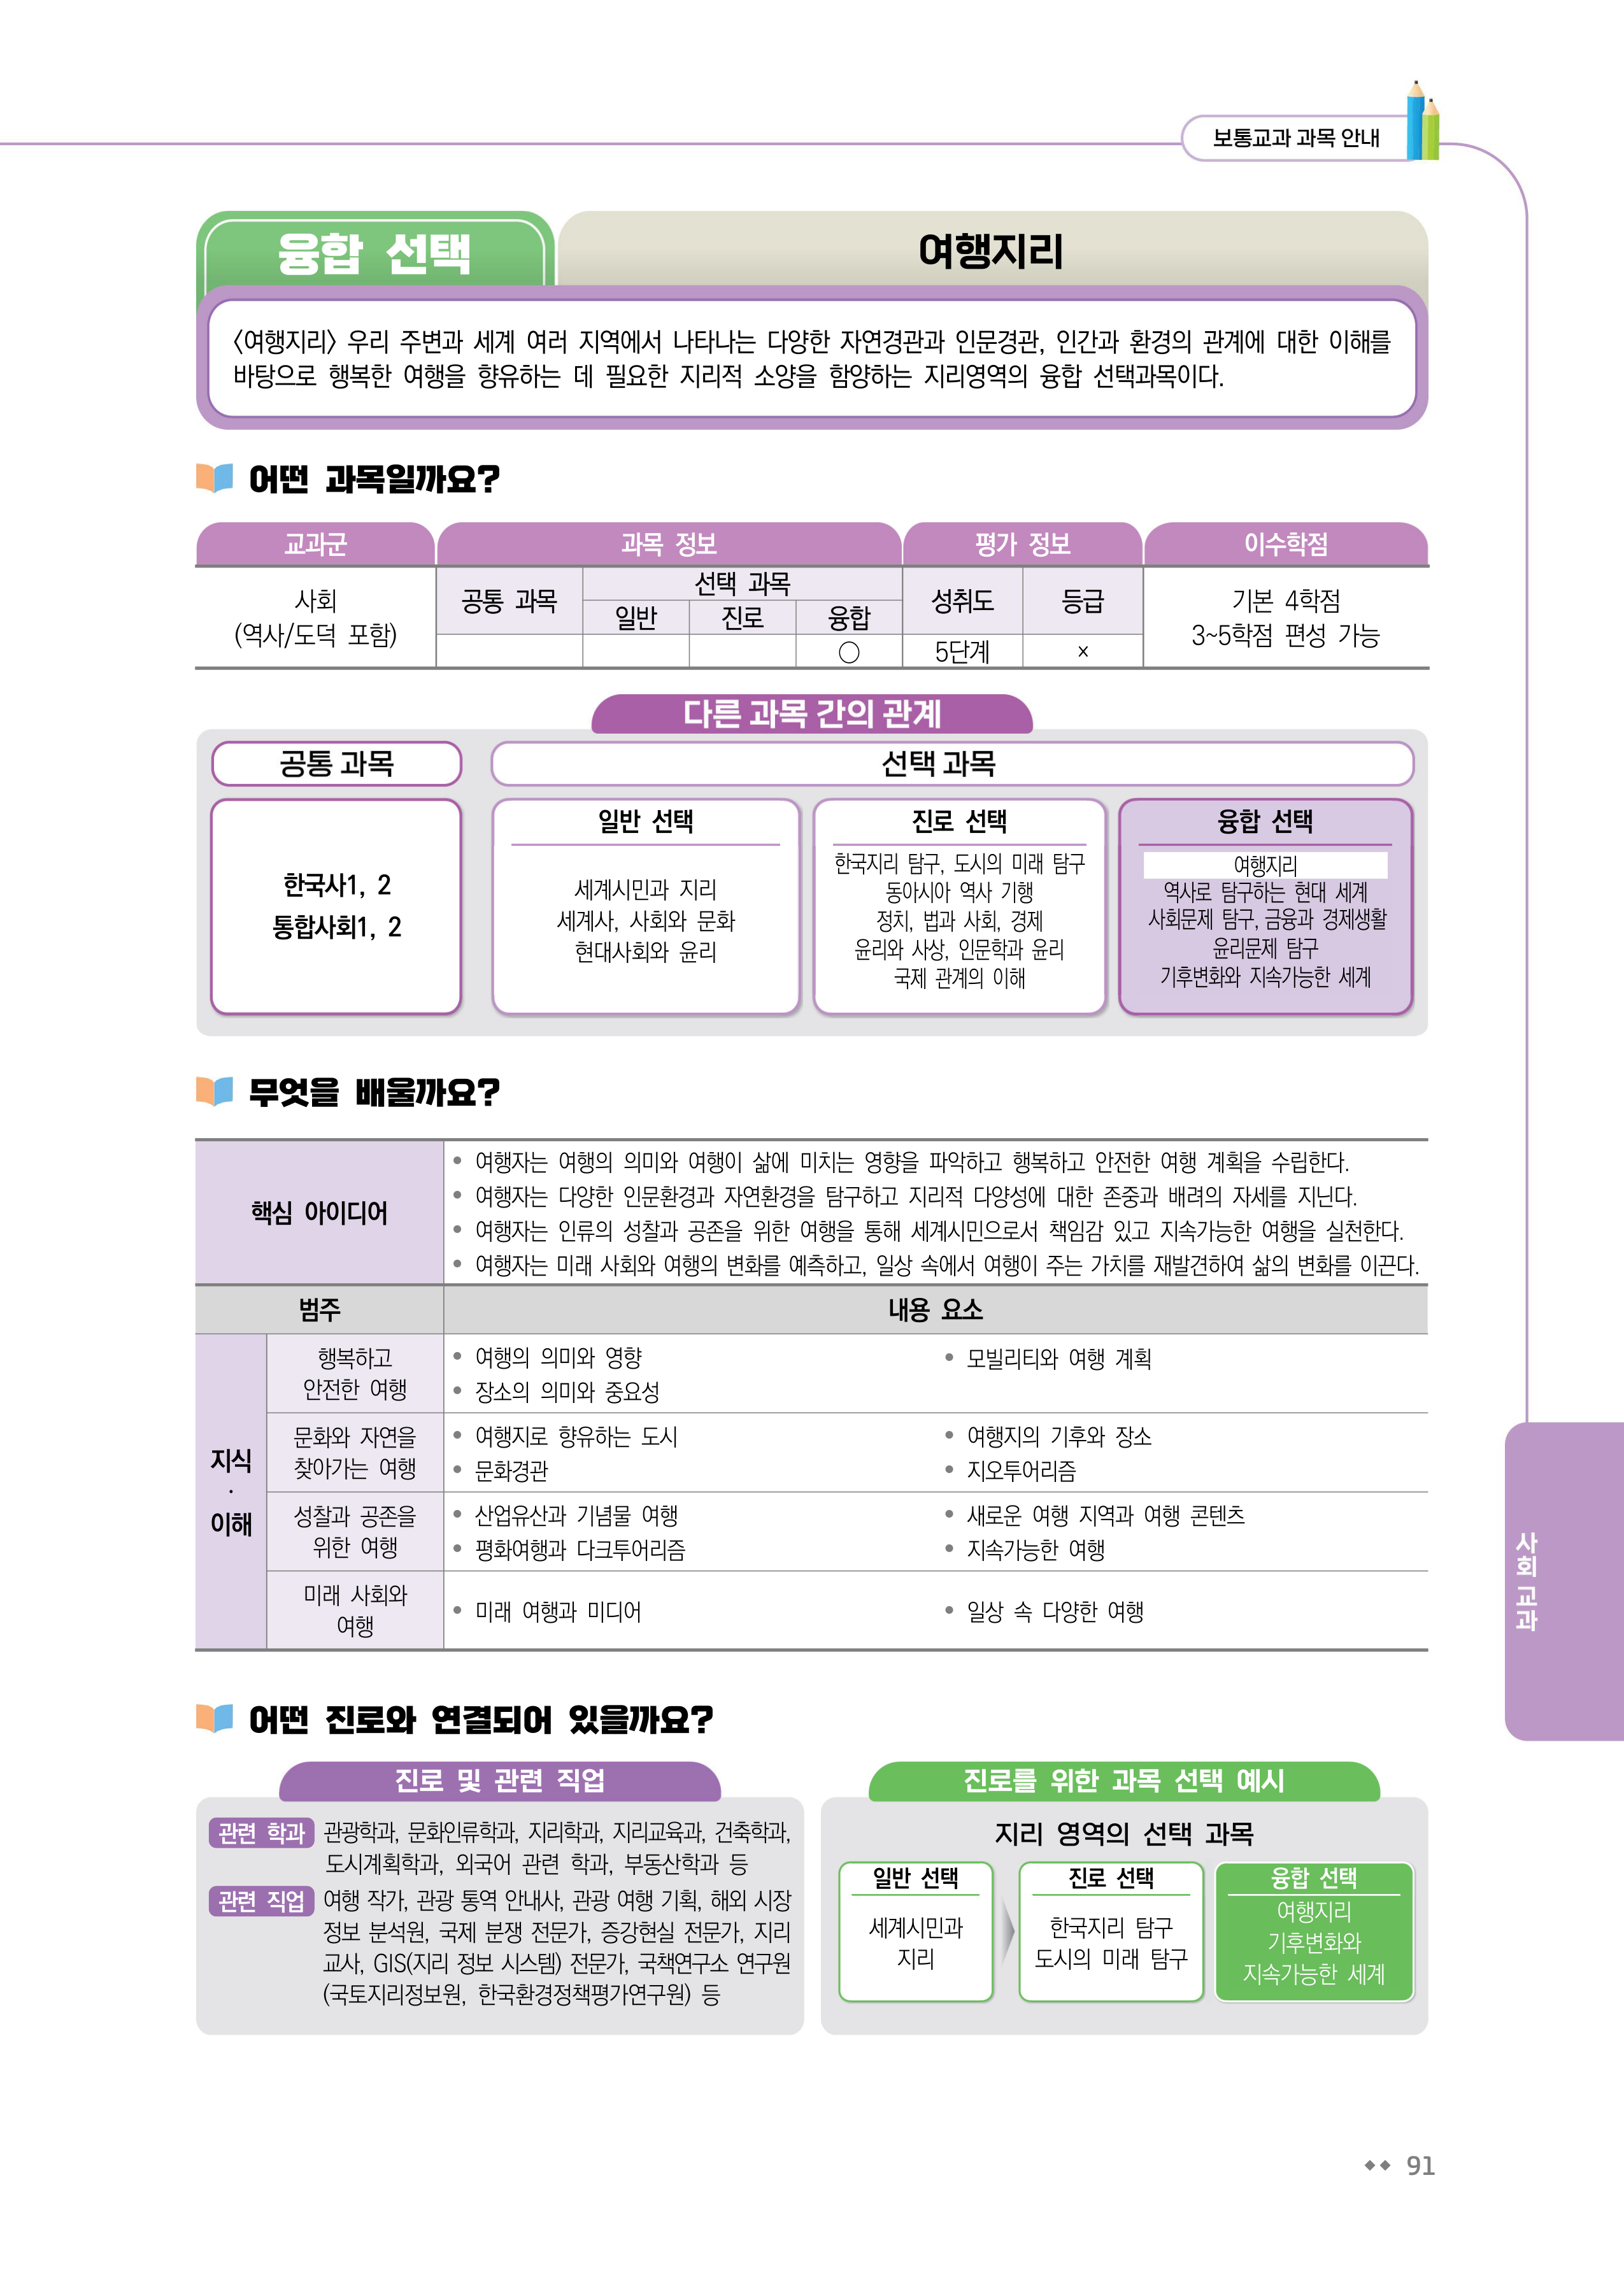 보통교과 과목 안내
융합 선택
여행지리
〈여행지리〉 우리 주변과 세계 여러 지역에서 나타나는 다양한 자연경관과 인문경관, 인간과 환경의 관계에 대한 이해를
바탕으로 행복한 여행을 향유하는 데 필요한 지리적 소양을 함양하는 지리영역의 융합 선택과목이다.
어떤 과목일까요?
교과군 과목 정보 평가 정보 이수학점
사회
(역사/도덕 포함)
공통 과목
선택 과목
일반 진로 융합
○
성취도 등급
5단계 ×
기본 4학점
3~5학점 편성 가능
다른 과목 간의 관계
공통 과목
선택 과목
한국사1, 2
통합사회1, 2
일반 선택
세계시민과 지리
세계사, 사회와 문화
현대사회와 윤리
진로 선택
한국지리 탐구, 도시의 미래 탐구
동아시아 역사 기행
정치, 법과 사회, 경제
윤리와 사상, 인문학과 윤리
국제 관계의 이해
융합 선택
여행지리
역사로 탐구하는 현대 세계
사회문제 탐구, 금융과 경제생활
윤리문제 탐구
기후변화와 지속가능한 세계
무엇을 배울까요?
핵심 아이디어
• 여행자는 여행의 의미와 여행이 삶에 미치는 영향을 파악하고 행복하고 안전한 여행 계획을 수립한다.
• 여행자는 다양한 인문환경과 자연환경을 탐구하고 지리적 다양성에 대한 존중과 배려의 자세를 지닌다.
• 여행자는 인류의 성찰과 공존을 위한 여행을 통해 세계시민으로서 책임감 있고 지속가능한 여행을 실천한다.
• 여행자는 미래 사회와 여행의 변화를 예측하고, 일상 속에서 여행이 주는 가치를 재발견하여 삶의 변화를 이끈다.
범주 내용 요소
지식
·
이해
행복하고
안전한 여행
• 여행의 의미와 영향
• 장소의 의미와 중요성
• 모빌리티와 여행 계획
문화와 자연을
찾아가는 여행
• 여행지로 향유하는 도시
• 문화경관
• 여행지의 기후와 장소
• 지오투어리즘
성찰과 공존을
위한 여행
• 산업유산과 기념물 여행
• 평화여행과 다크투어리즘
• 새로운 여행 지역과 여행 콘텐츠
• 지속가능한 여행
미래 사회와
여행
• 미래 여행과 미디어
• 일상 속 다양한 여행
사회 교과
어떤 진로와 연결되어 있을까요?
진로 및 관련 직업
관련 학과 관광학과, 문화인류학과, 지리학과, 지리교육과, 건축학과,
도시계획학과, 외국어 관련 학과, 부동산학과 등
관련 직업 여행 작가, 관광 통역 안내사, 관광 여행 기획, 해외 시장
정보 분석원, 국제 분쟁 전문가, 증강현실 전문가, 지리
교사, GIS(지리 정보 시스템) 전문가, 국책연구소 연구원
(국토지리정보원, 한국환경정책평가연구원) 등
진로를 위한 과목 선택 예시
지리 영역의 선택 과목
일반 선택
세계시민과
지리
진로 선택
한국지리 탐구
도시의 미래 탐구
융합 선택
여행지리
기후변화와
지속가능한 세계
91